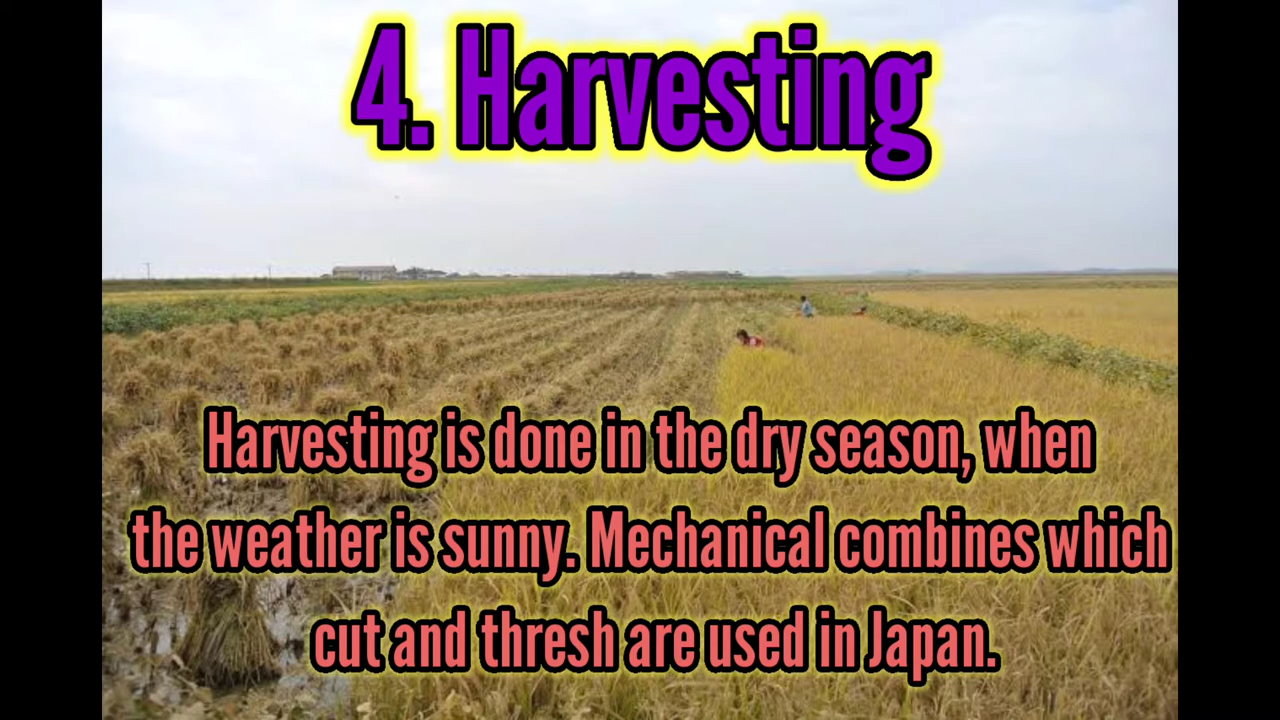 4. Harvesting
Harvesting is done in the dry season, when
the weather is sunny. Mechanical combines which
cut and thresh are used in Japan.